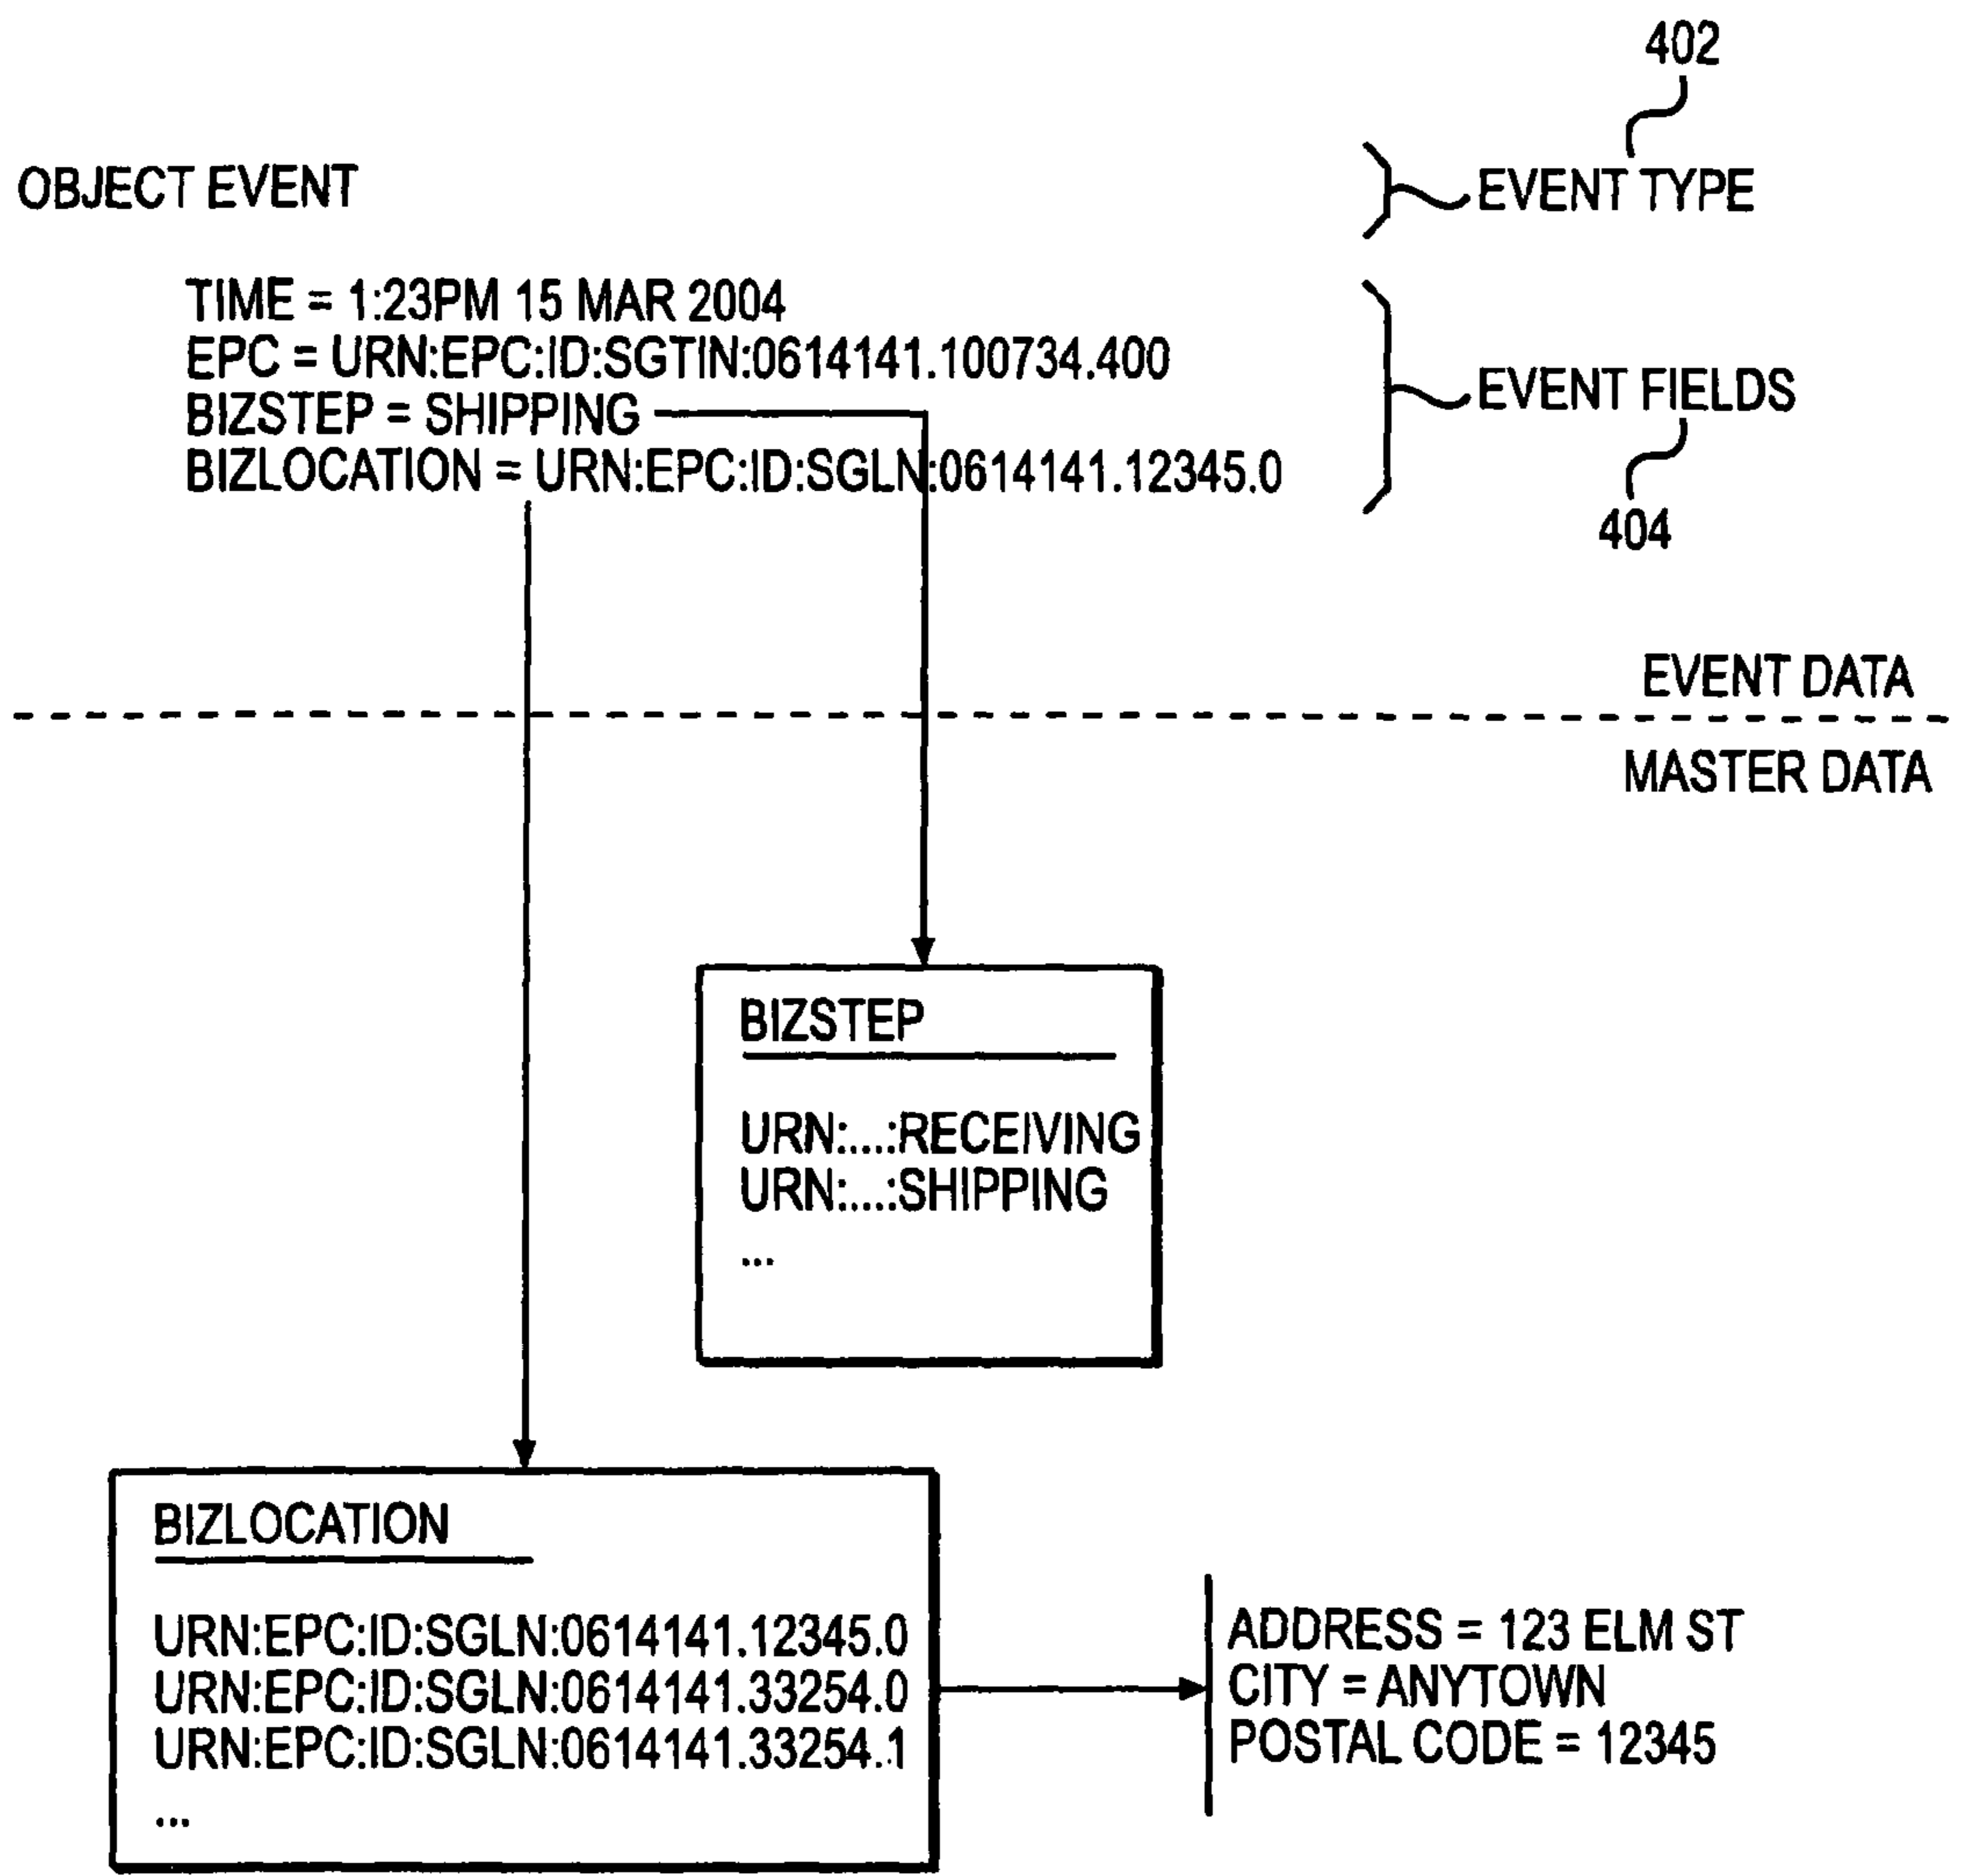 402
OBJECT EVENT
EVENT TYPE
TIME = 1:23PM 15 MAR 2004
EPC = URN:EPC:ID:SGTIN:0614141.100734.400
BIZSTEP = SHIPPING
BIZLOCATION = URN:EPC:ID:SGLN:0614141.12345.0
EVENT FIELDS
404
EVENT DATA
MASTER DATA
BIZSTEP
URN:...:RECEIVING
URN:...:SHIPPING
...
BIZLOCATION
URN:EPC:ID:SGLN:0614141.12345.0
URN:EPC:ID:SGLN:0614141.33254.0
URN:EPC:ID:SGLN:0614141.33254.1
...
ADDRESS = 123 ELM ST
CITY = ANYTOWN
POSTAL CODE = 12345